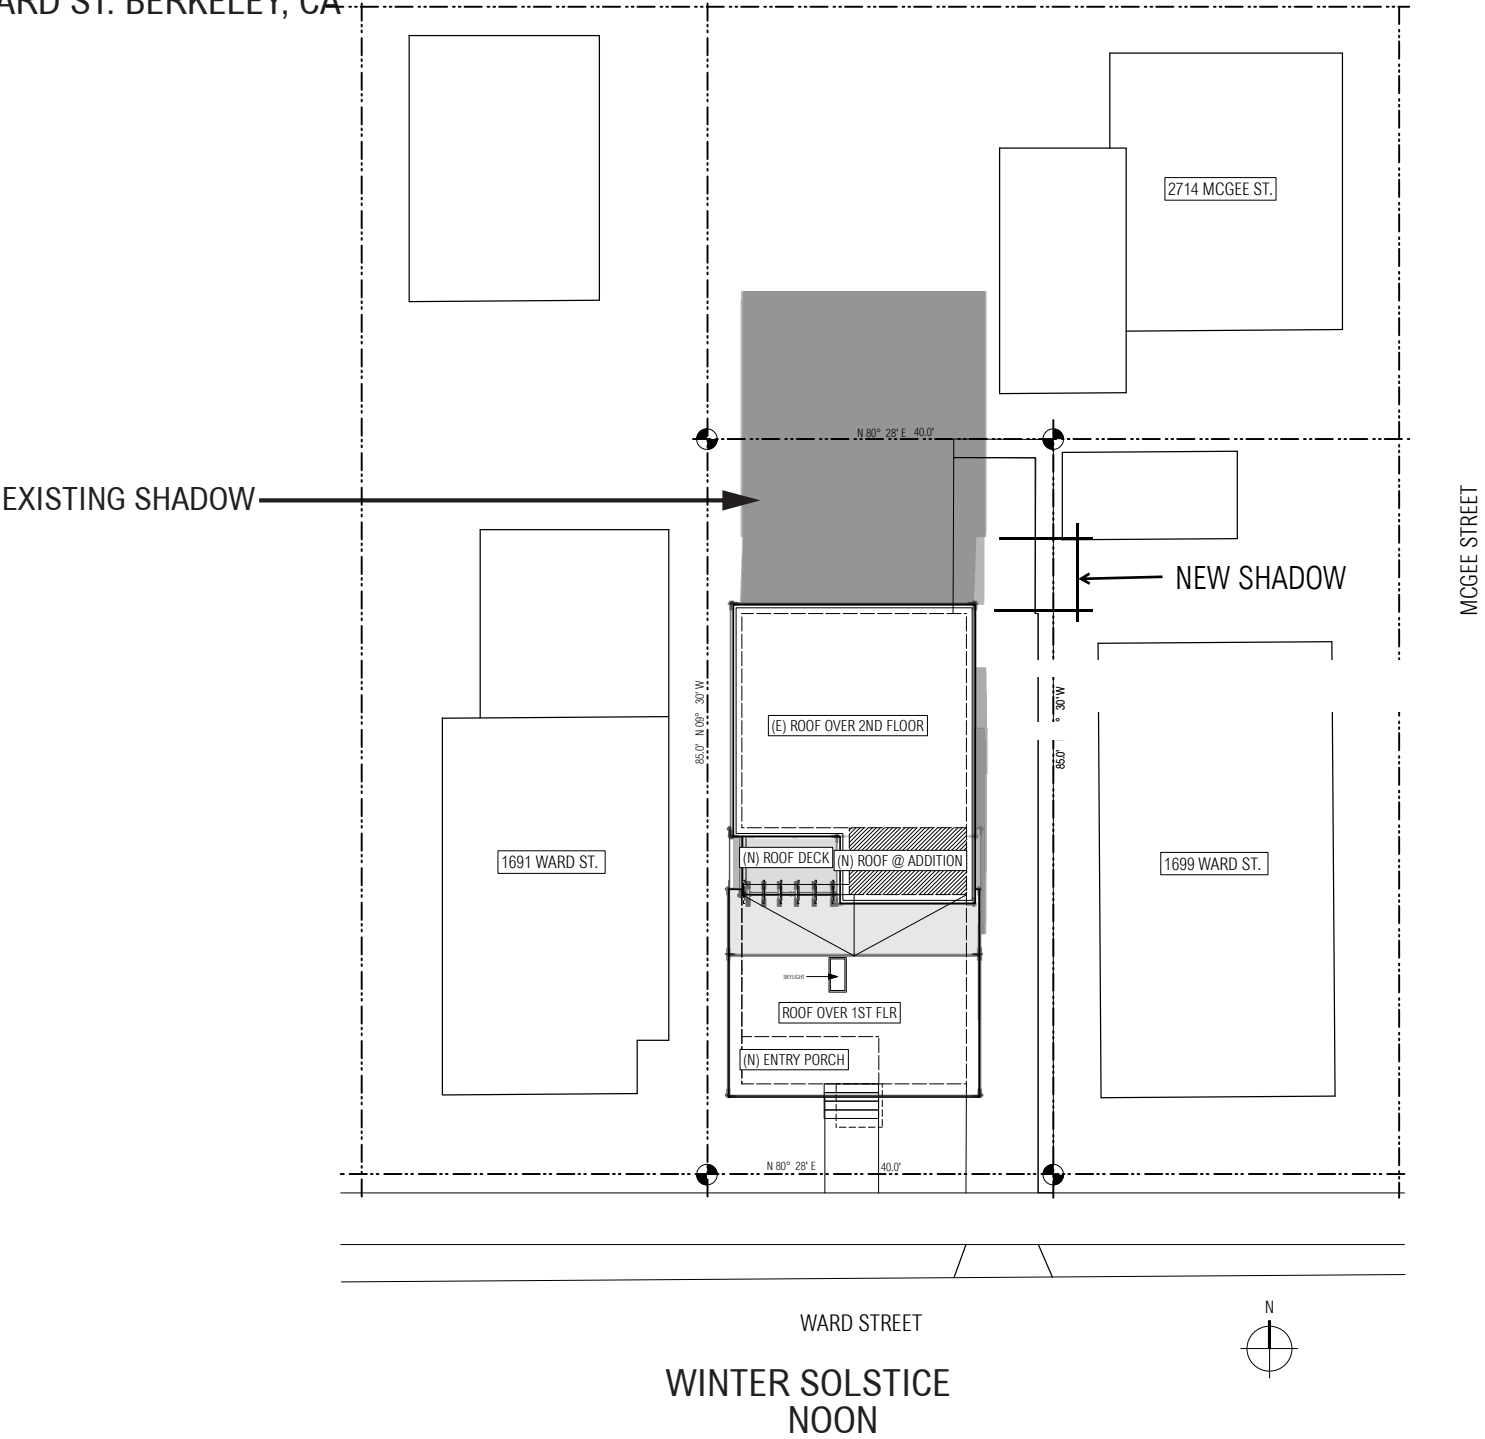 ARD ST. BERKELEY, CA
2714 MCGEE ST.
N 80° 28' E 40.0'
EXISTING SHADOW
NEW SHADOW
MCGEE STREET
85.0' N 09° 30' W
85.0' ° 30' W
(E) ROOF OVER 2ND FLOOR
(N) ROOF DECK
(N) ROOF @ ADDITION
1691 WARD ST.
1699 WARD ST.
SKYLIGHT
ROOF OVER 1ST FLR
(N) ENTRY PORCH
N 80° 28' E 40.0'
WARD STREET
N
WINTER SOLSTICE
NOON